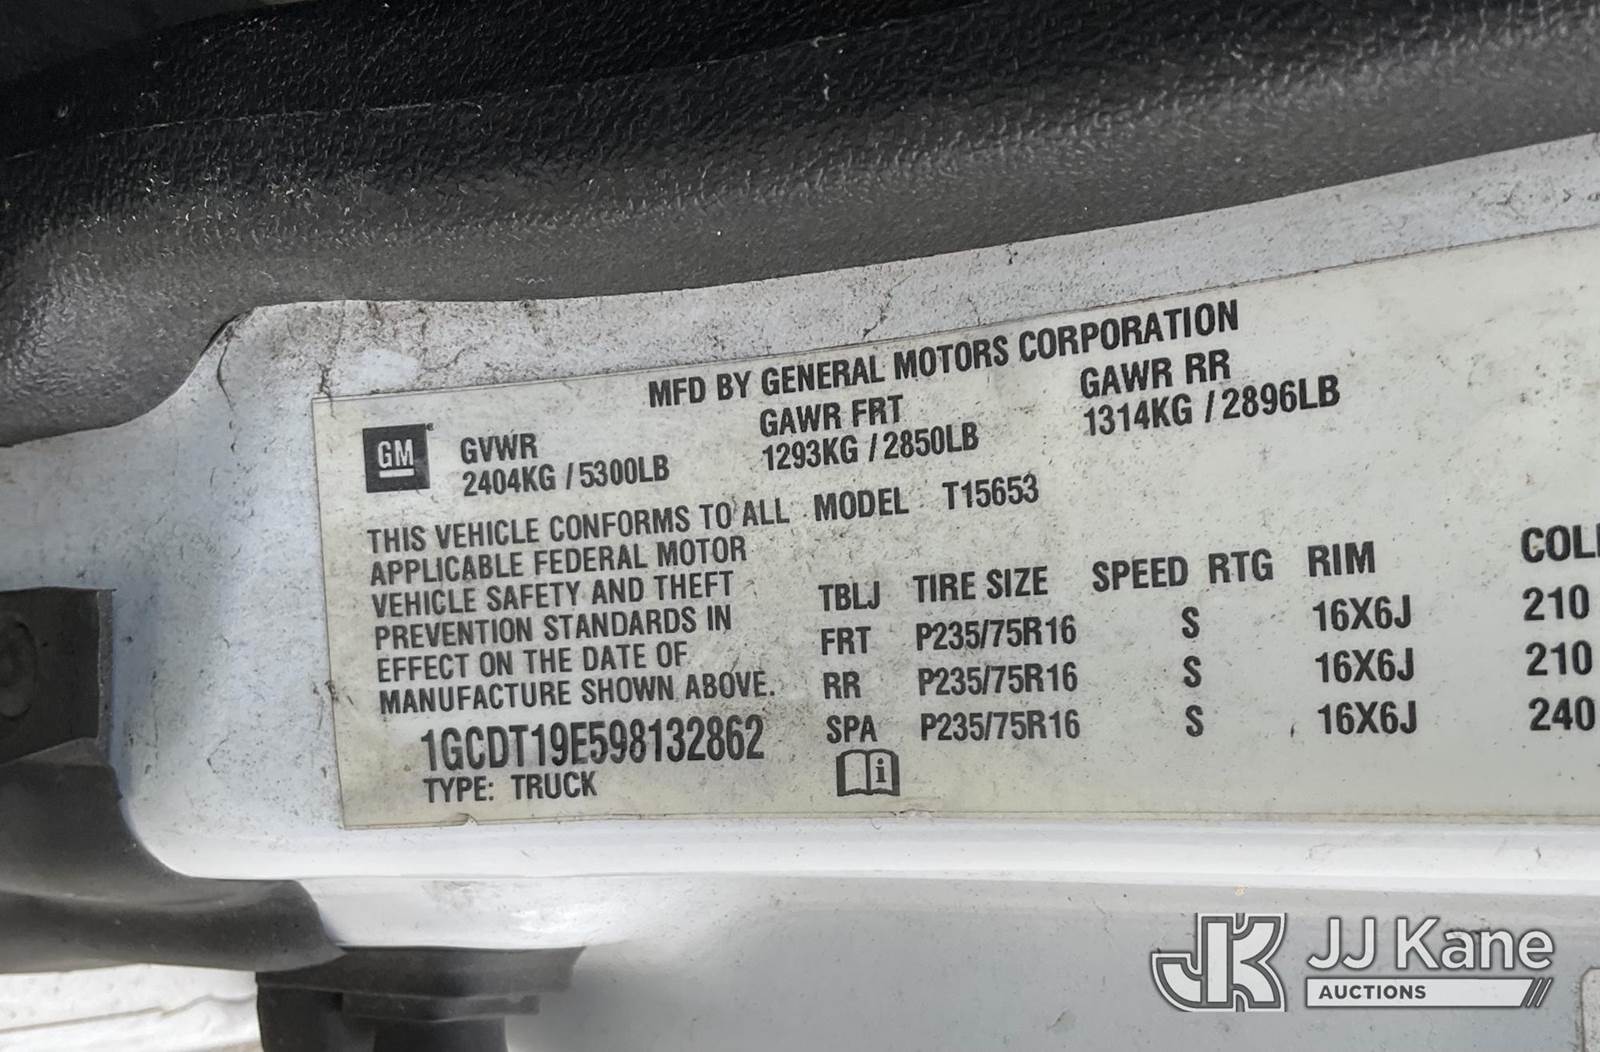 MFD BY GENERAL MOTORS CORPORATION
GM GVWR GAWR FRT GAWR RR
2404KG / 5300LB 1293KG / 2850LB 1314KG / 2896LB
THIS VEHICLE CONFORMS TO ALL MODEL T15653
APPLICABLE FEDERAL MOTOR
VEHICLE SAFETY AND THEFT
PREVENTION STANDARDS IN
EFFECT ON THE DATE OF
MANUFACTURE SHOWN ABOVE.
1GCDT19E598132862
TYPE: TRUCK
TBLJ TIRE SIZE SPEED RTG RIM
FRT P235/75R16 S 16X6J 210
RR P235/75R16 S 16X6J 210
SPA P235/75R16 S 16X6J 240
i
JK JJ Kane
AUCTIONS